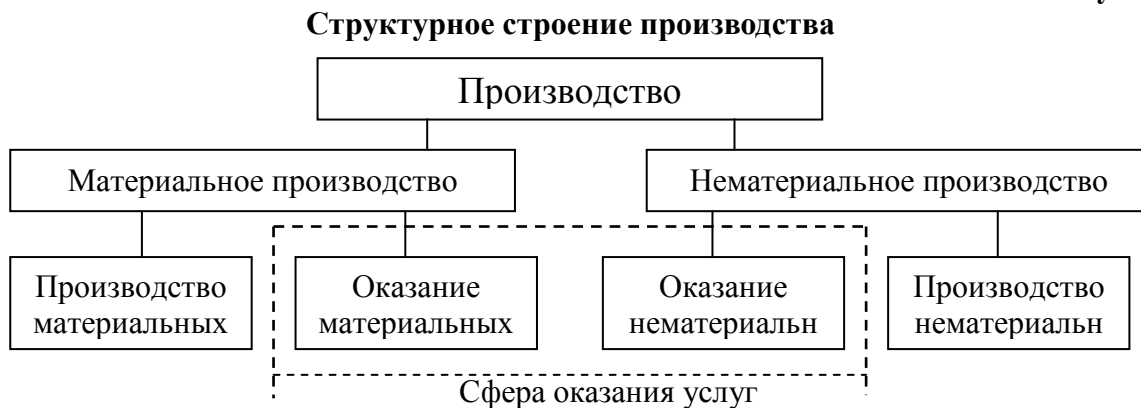 Структурное строение производства
Производство
Материальное производство
Нематериальное производство
Производство
материальных
Оказание
материальных
Оказание
нематериальн
Производство
нематериальн
Сфера оказания услуг